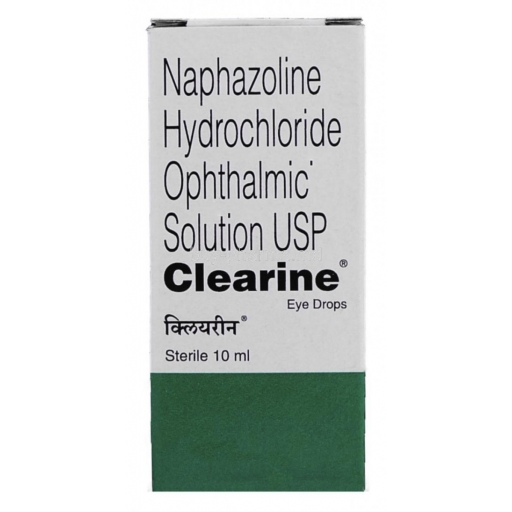 Naphazoline
Hydrochloride
Ophthalmic
Solution USP
Clearine®
Eye Drops
क्लियरीन®
Sterile 10 ml